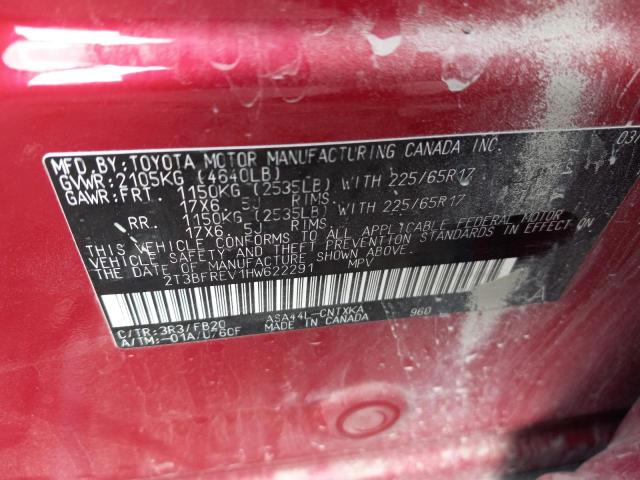 MFD. BY: TOYOTA MOTOR MANUFACTURING CANADA INC.
GVWR: 2105KG (4640LB)
GAWR: FRT. 1150KG (2535LB) WITH 225/65R17
17X6.5J RIMS
RR. 1150KG (2535LB) WITH 225/65R17
17X6.5J RIMS
THIS VEHICLE CONFORMS TO ALL APPLICABLE FEDERAL MOTOR
VEHICLE SAFETY AND THEFT PREVENTION STANDARDS IN EFFECT ON
THE DATE OF MANUFACTURE
2T3BFREV1HW622291 MPV
C/TR: 3R3/FB20 ASA44L-CNTXKA 960
A/TM: -01A/U760F MADE IN CANADA